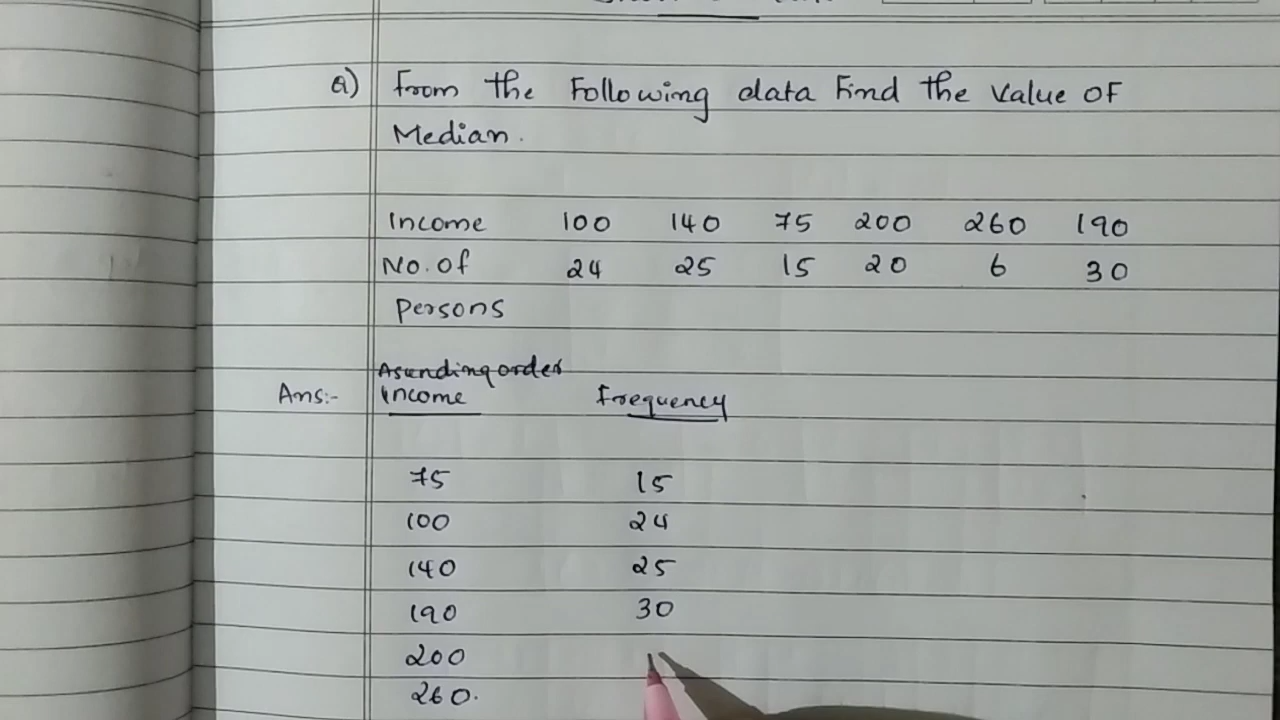 Q) From the Following data Find the Value OF
Median.
Income 100 140 75 200 260 190
No. of 24 25 15 20 6 30
Persons
Asending order
Ans:- Income Frequency
75 15
100 24
140 25
190 30
200
260.